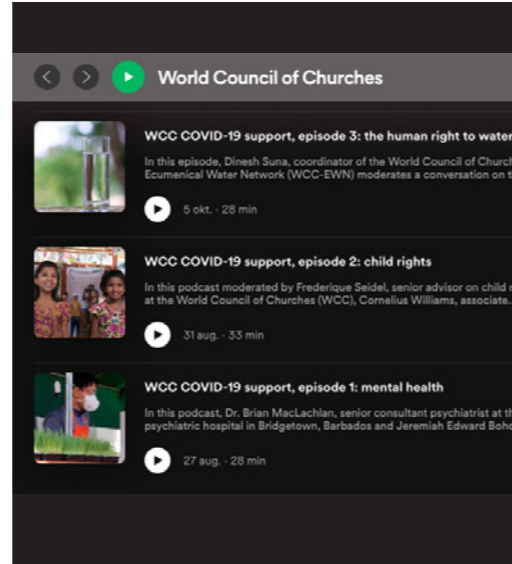 World Council of Churches
WCC COVID-19 support, episode 3: the human right to water
In this episode, Dinesh Suna, coordinator of the World Council of Church
Ecumenical Water Network (WCC-EWN) moderates a conversation on t
5 okt. · 28 min
WCC COVID-19 support, episode 2: child rights
In this podcast moderated by Frederique Seidel, senior advisor on child r
at the World Council of Churches (WCC), Cornelius Williams, associate.
31 aug. · 33 min
WCC COVID-19 support, episode 1: mental health
In this podcast, Dr. Brian MacLachlan, senior consultant psychiatrist at th
psychiatric hospital in Bridgetown, Barbados and Jeremiah Edward Boho
27 aug. · 28 min